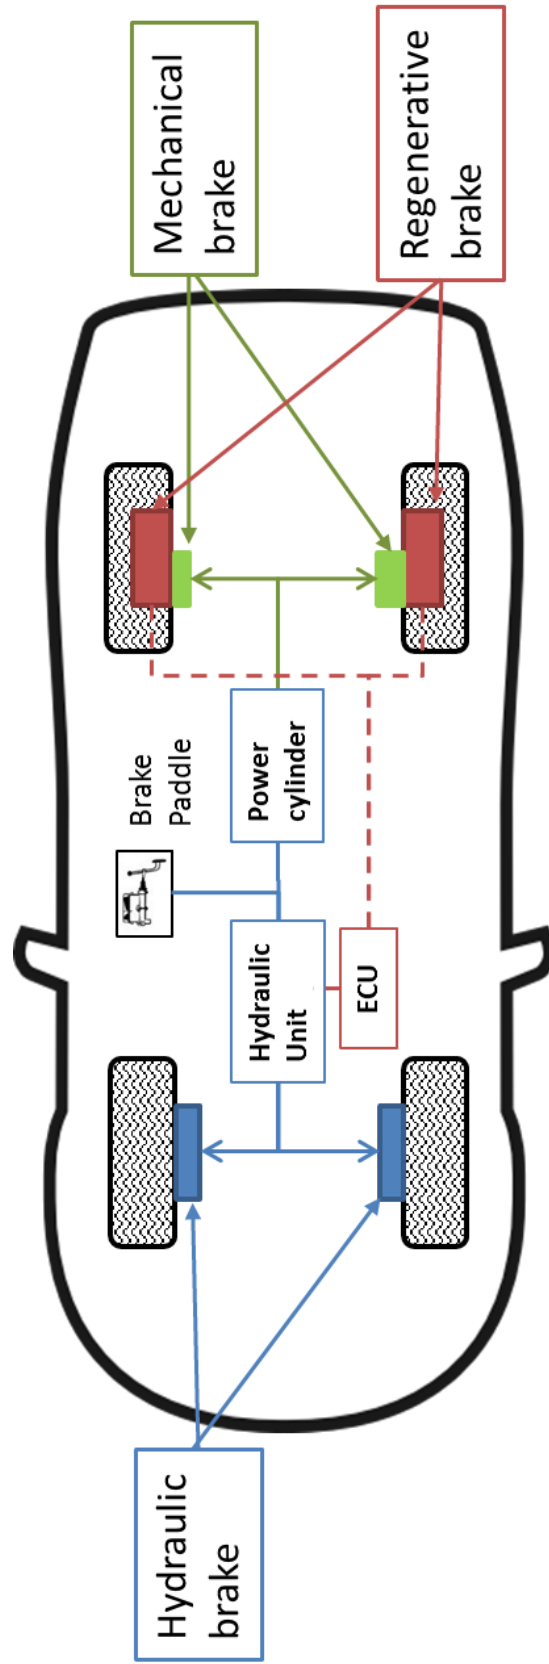 Hydraulic
brake
Hydraulic
Unit
ECU
Brake
Paddle
Power
cylinder
Mechanical
brake
Regenerative
brake